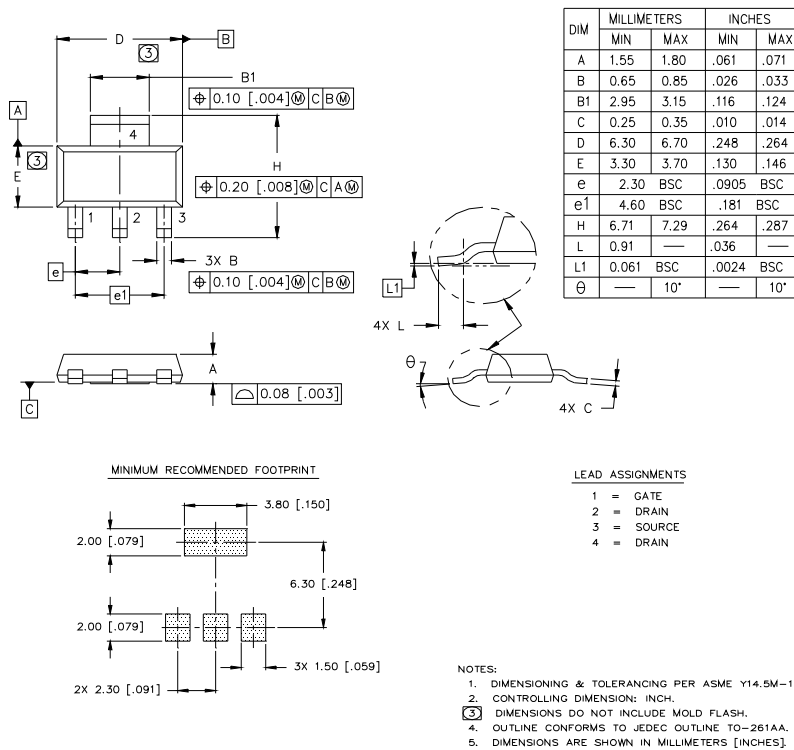 D
B
3
B1
⌖ 0.10 [.004]Ⓜ C BⓂ
A
4
3
E
H
⌖ 0.20 [.008]Ⓜ C AⓂ
1 2 3
e
3X B
e1
⌖ 0.10 [.004]Ⓜ C BⓂ
L1
4X L
A
C
⌓ 0.08 [.003]
θ
4X C
DIM MILLIMETERS INCHES
MIN MAX MIN MAX
A 1.55 1.80 .061 .071
B 0.65 0.85 .026 .033
B1 2.95 3.15 .116 .124
C 0.25 0.35 .010 .014
D 6.30 6.70 .248 .264
E 3.30 3.70 .130 .146
e 2.30 BSC .0905 BSC
e1 4.60 BSC .181 BSC
H 6.71 7.29 .264 .287
L 0.91 — .036 —
L1 0.061 BSC .0024 BSC
θ — 10° — 10°
MINIMUM RECOMMENDED FOOTPRINT
3.80 [.150]
2.00 [.079]
6.30 [.248]
2.00 [.079]
3X 1.50 [.059]
2X 2.30 [.091]
LEAD ASSIGNMENTS
1 = GATE
2 = DRAIN
3 = SOURCE
4 = DRAIN
NOTES:
1. DIMENSIONING & TOLERANCING PER ASME Y14.5M-1
2. CONTROLLING DIMENSION: INCH.
3 DIMENSIONS DO NOT INCLUDE MOLD FLASH.
4. OUTLINE CONFORMS TO JEDEC OUTLINE TO-261AA.
5. DIMENSIONS ARE SHOWN IN MILLIMETERS [INCHES].